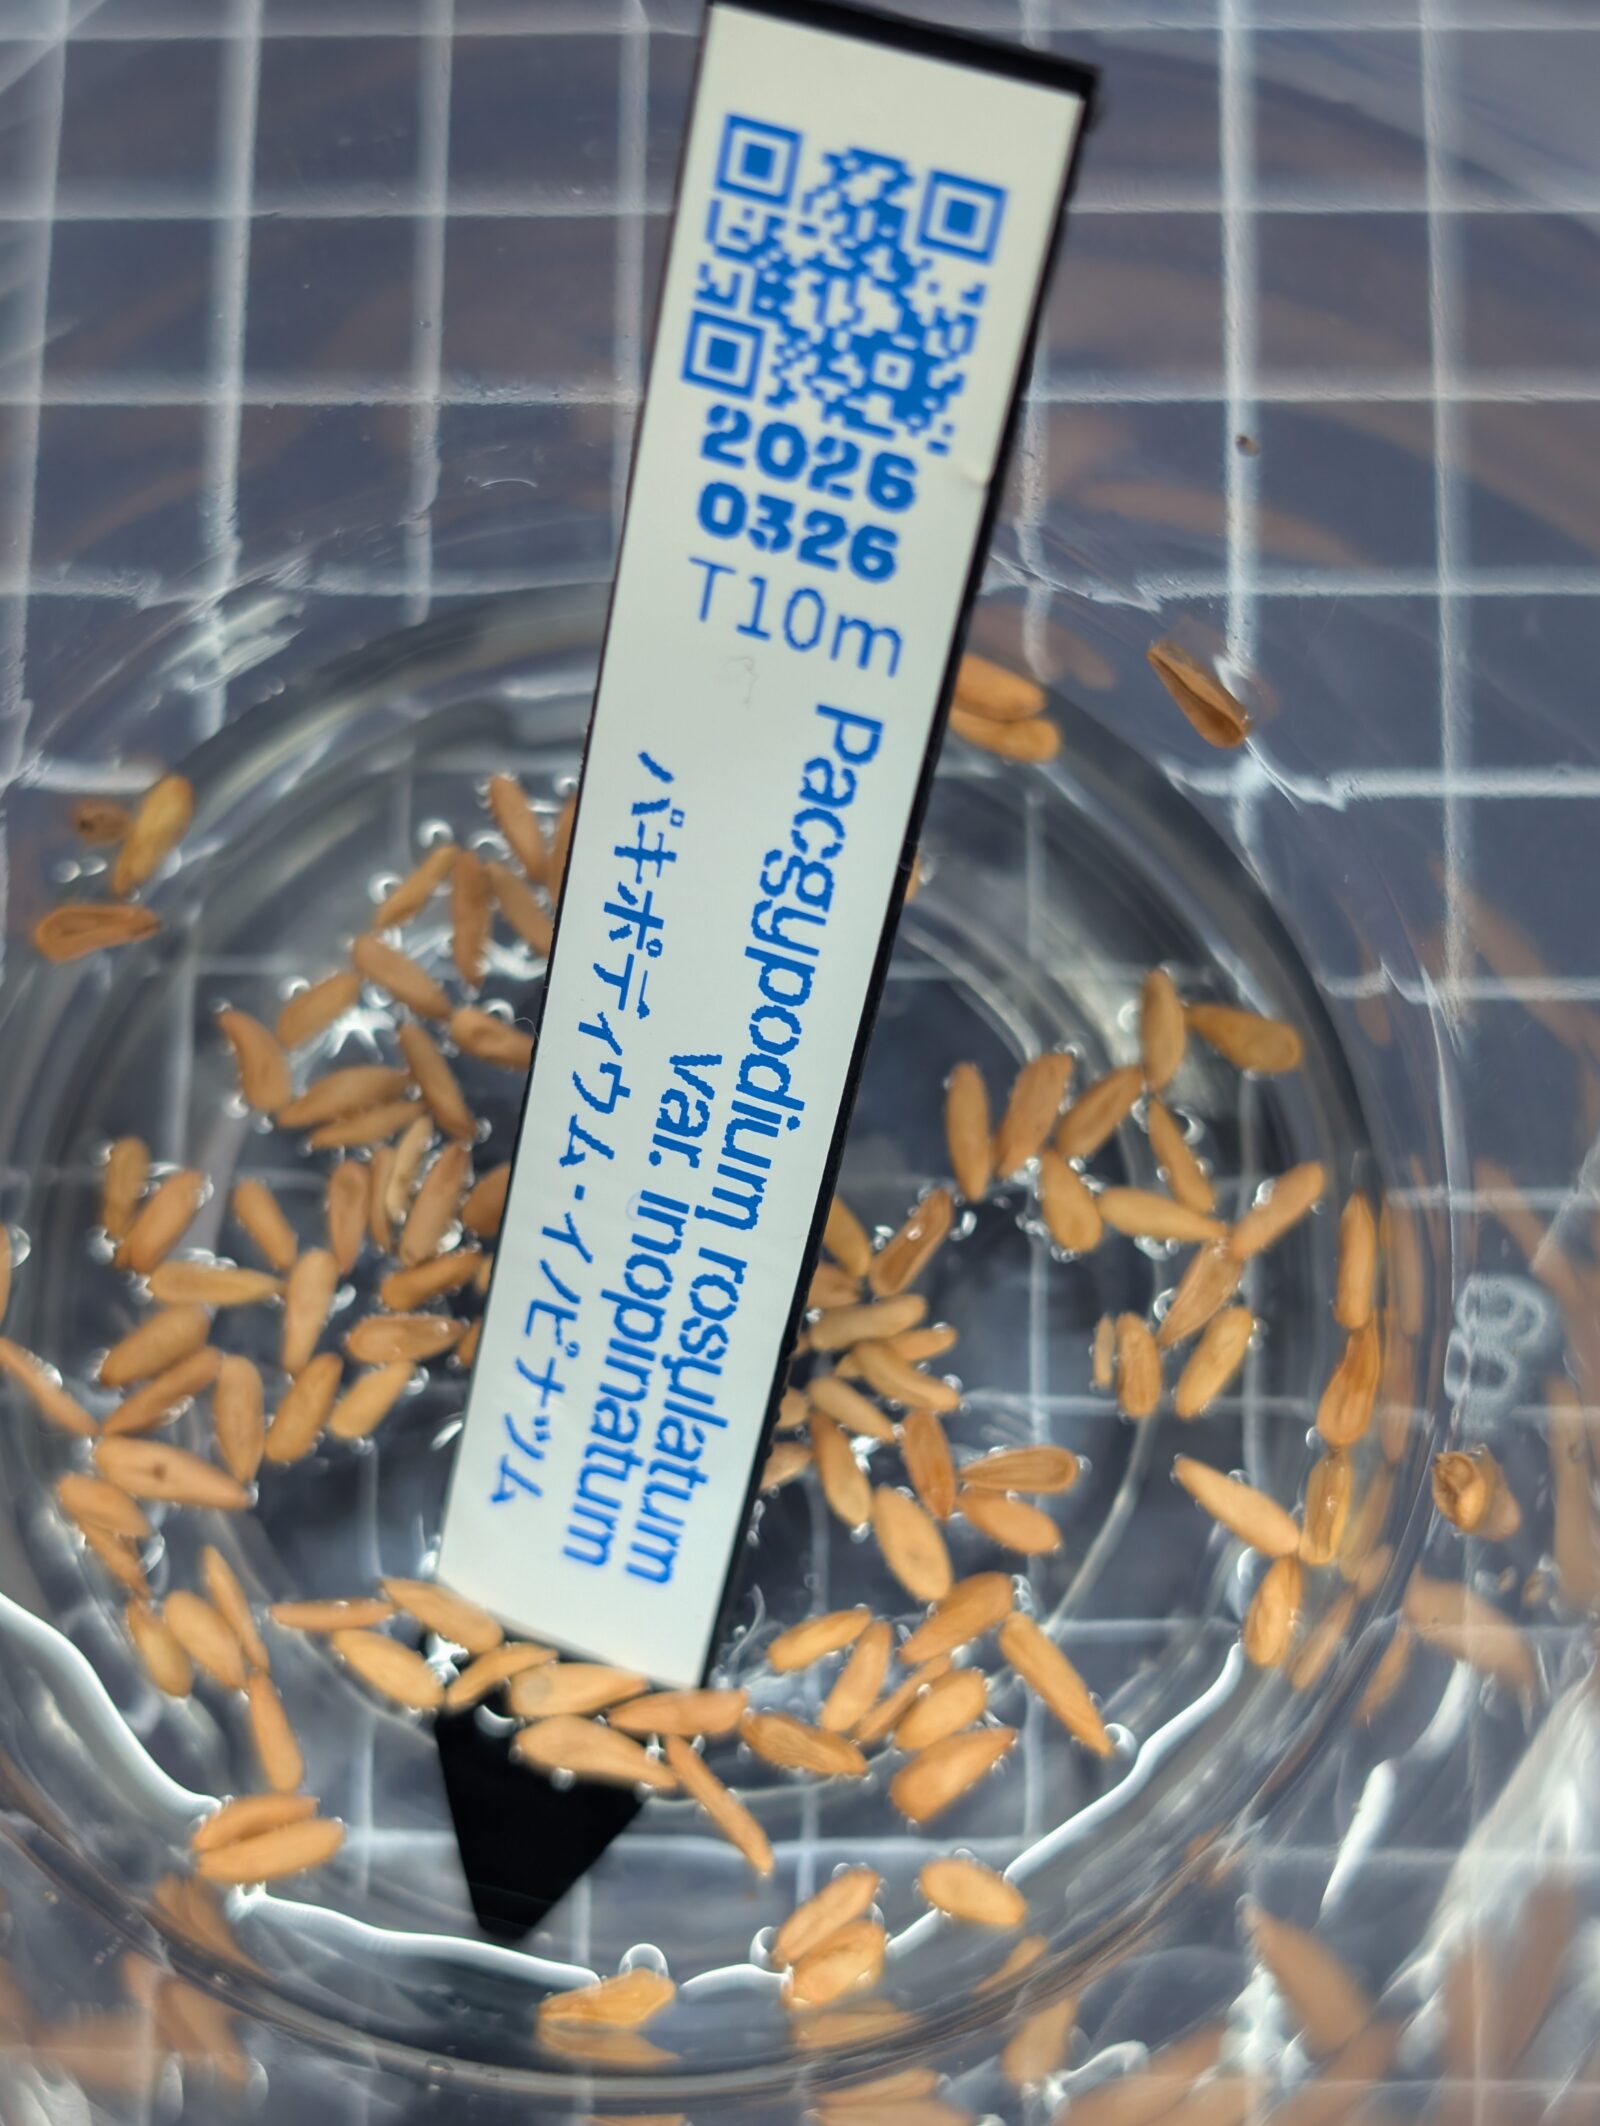 2026
0326
T10m
Pacgypodium rosulatum
var. inopinatum
パキポディウム・イノピナツム